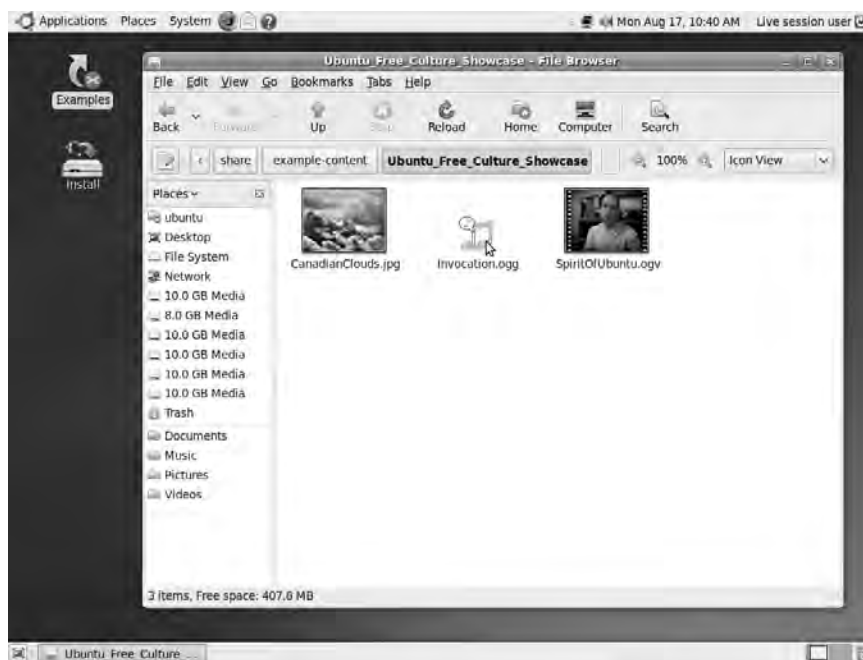 Applications Places System Mon Aug 17, 10:40 AM Live session user
Examples
Install
Ubuntu_Free_Culture_Showcase - File Browser
File Edit View Go Bookmarks Tabs Help
Back Forward Up Stop Reload Home Computer Search
share example-content Ubuntu_Free_Culture_Showcase 100% Icon View
Places
ubuntu
Desktop
File System
Network
10.0 GB Media
8.0 GB Media
10.0 GB Media
10.0 GB Media
10.0 GB Media
10.0 GB Media
Trash
Documents
Music
Pictures
Videos
CanadianClouds.jpg Invocation.ogg SpiritOfUbuntu.ogv
3 items, Free space: 407.8 MB
Ubuntu_Free_Culture ...